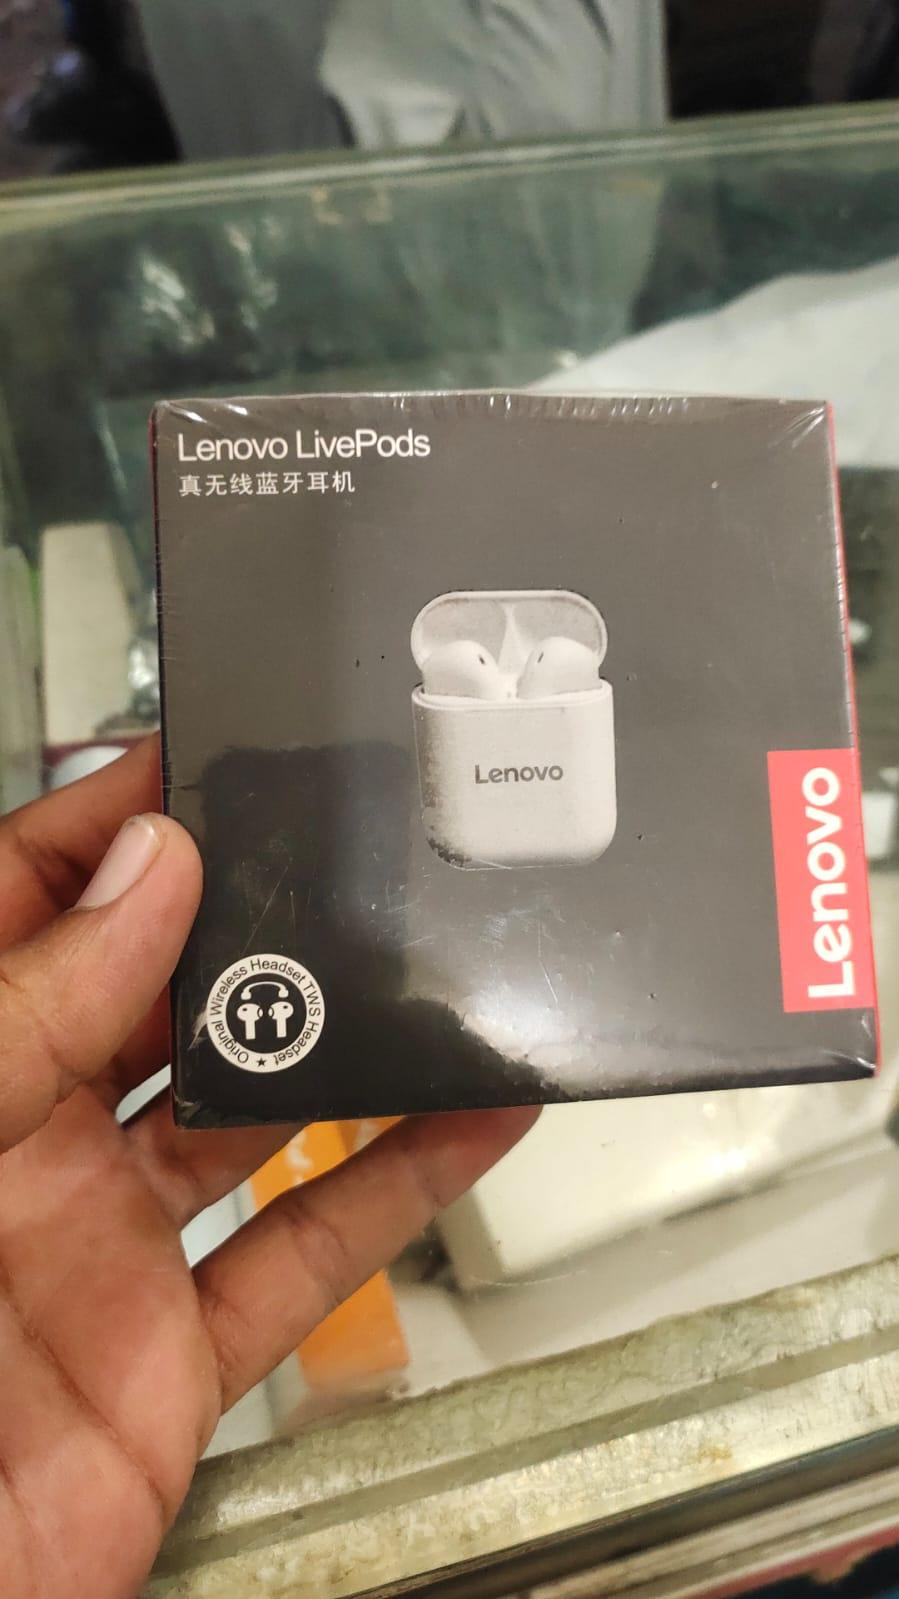 Lenovo LivePods
真无线蓝牙耳机
Lenovo
Lenovo
Original Wireless Headset TWS Headset ★